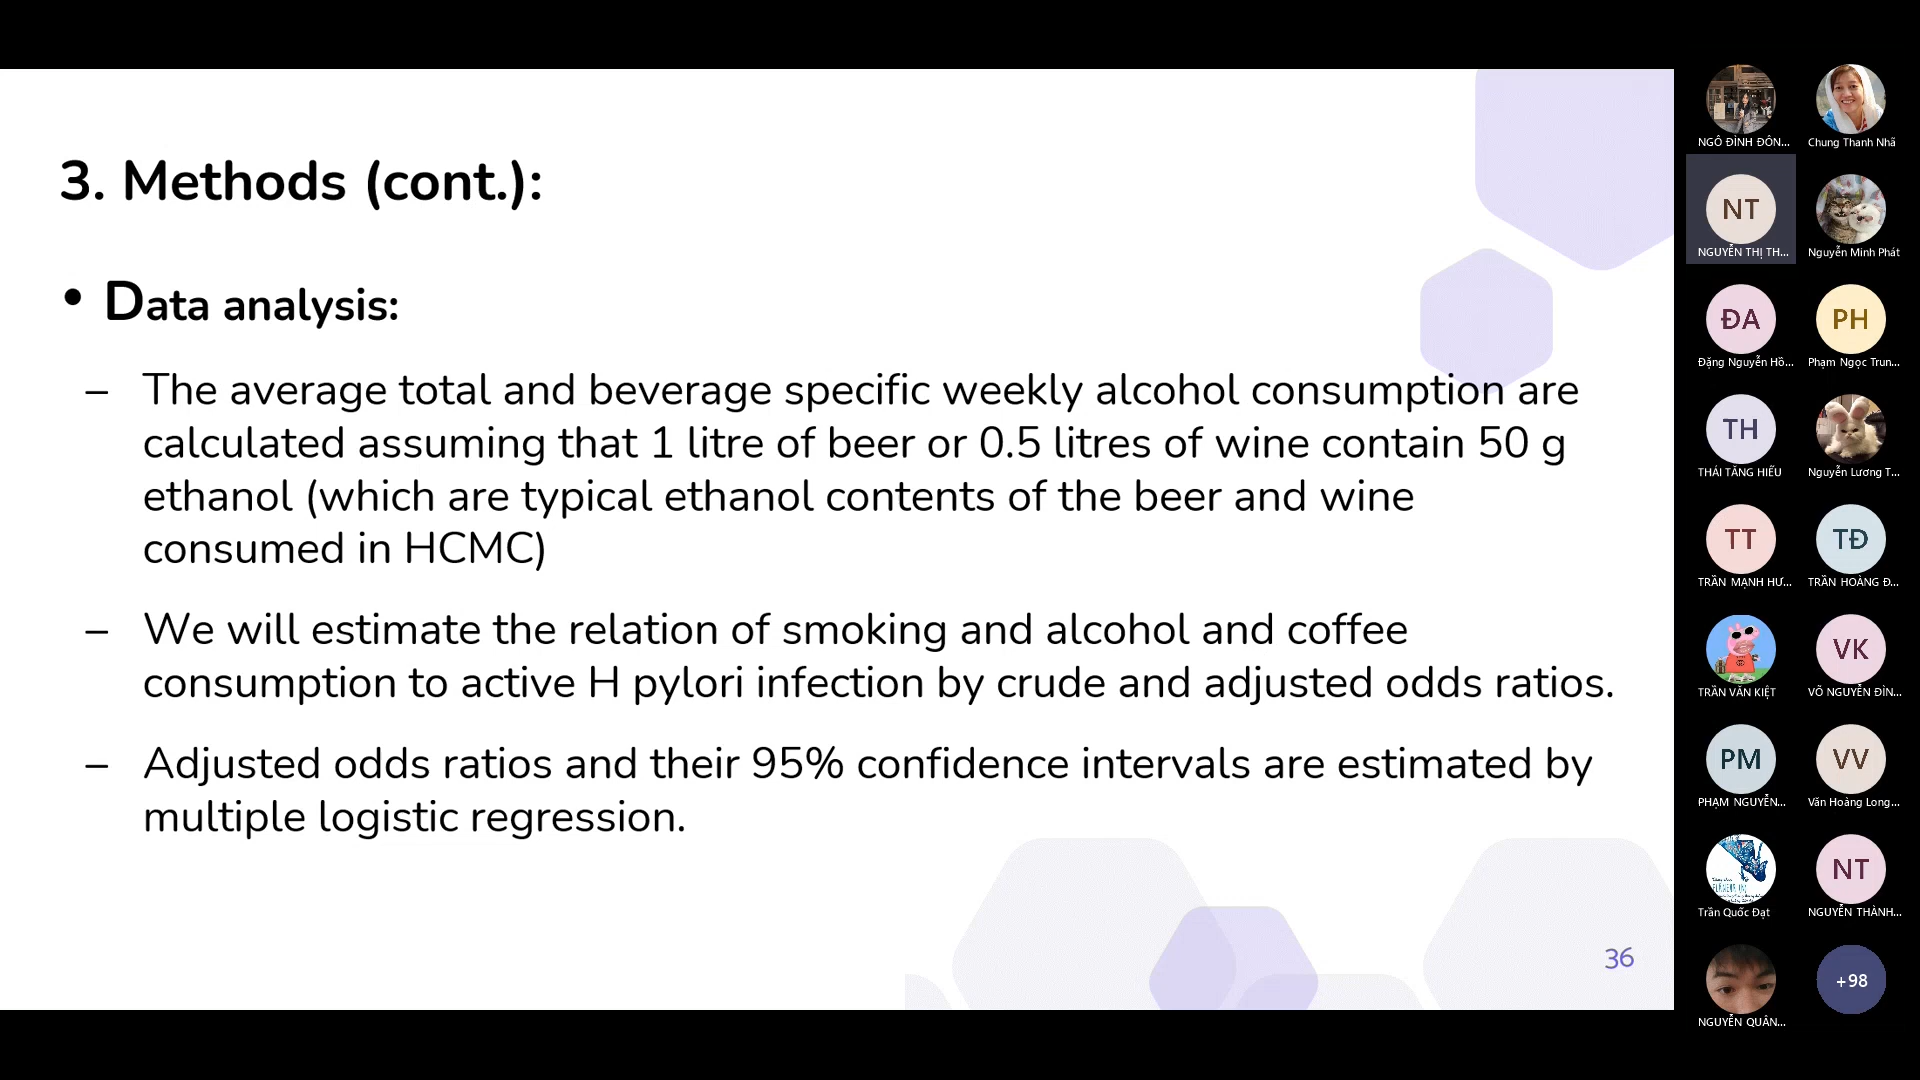 3. Methods (cont.):
• Data analysis:
– The average total and beverage specific weekly alcohol consumption are
calculated assuming that 1 litre of beer or 0.5 litres of wine contain 50 g
ethanol (which are typical ethanol contents of the beer and wine
consumed in HCMC)
– We will estimate the relation of smoking and alcohol and coffee
consumption to active H pylori infection by crude and adjusted odds ratios.
– Adjusted odds ratios and their 95% confidence intervals are estimated by
multiple logistic regression.
36
NGÔ ĐÌNH ĐÔN...
Chung Thanh Nhã
NT
NGUYỄN THỊ TH...
Nguyễn Minh Phát
ĐA
Đặng Nguyễn Hồ...
PH
Phạm Ngọc Trun...
TH
THÁI TĂNG HIẾU
Nguyễn Lương T...
TT
TRẦN MẠNH HƯ...
TĐ
TRẦN HOÀNG Đ...
TRẦN VĂN KIỆT
VK
VÕ NGUYỄN ĐÌN...
PM
PHẠM NGUYỄN...
VV
Văn Hoàng Long...
Trần Quốc Đạt
NT
NGUYỄN THÀNH...
NGUYỄN QUÂN...
+98